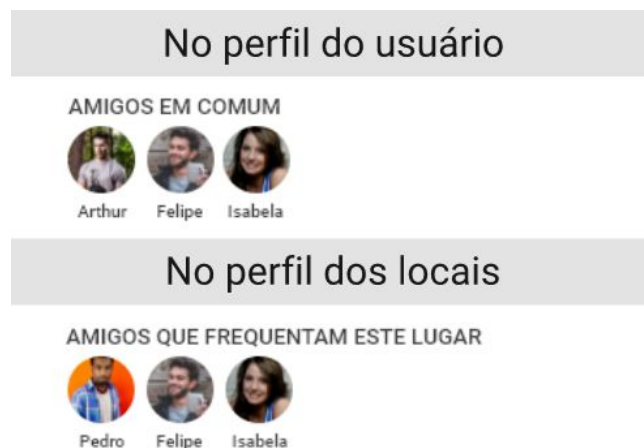 No perfil do usuário
AMIGOS EM COMUM
Arthur Felipe Isabela
No perfil dos locais
AMIGOS QUE FREQUENTAM ESTE LUGAR
Pedro Felipe Isabela